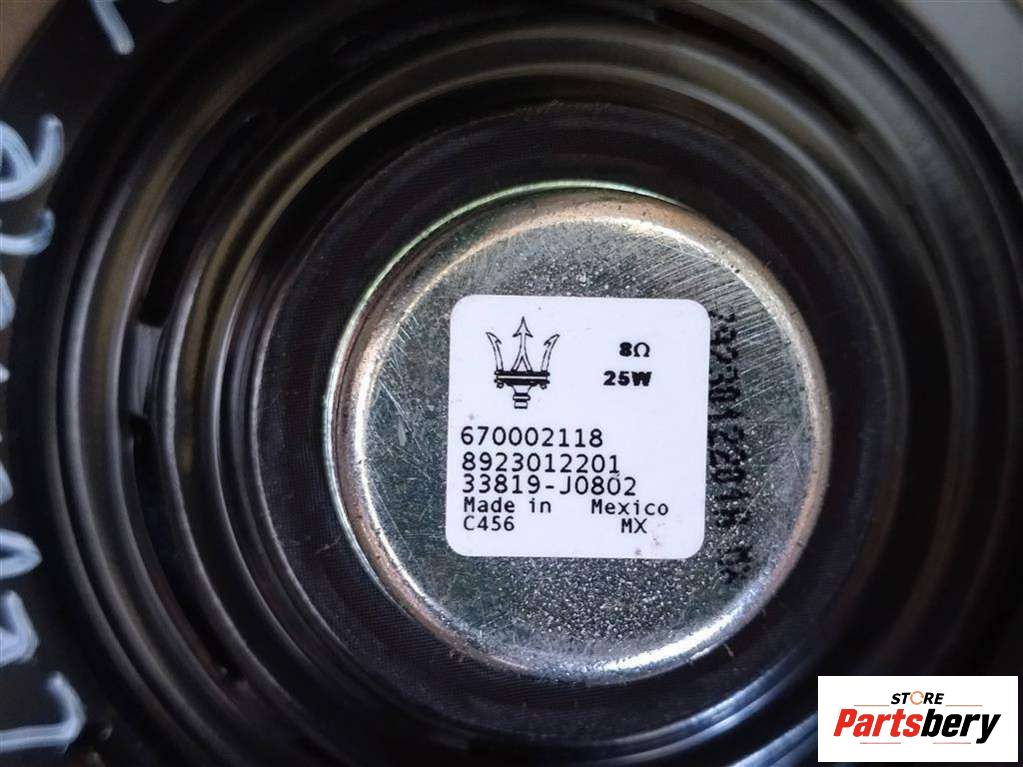 8Ω
25W
670002118
8923012201
33819-J0802
Made in Mexico
C456 MX
STORE
Partsbery